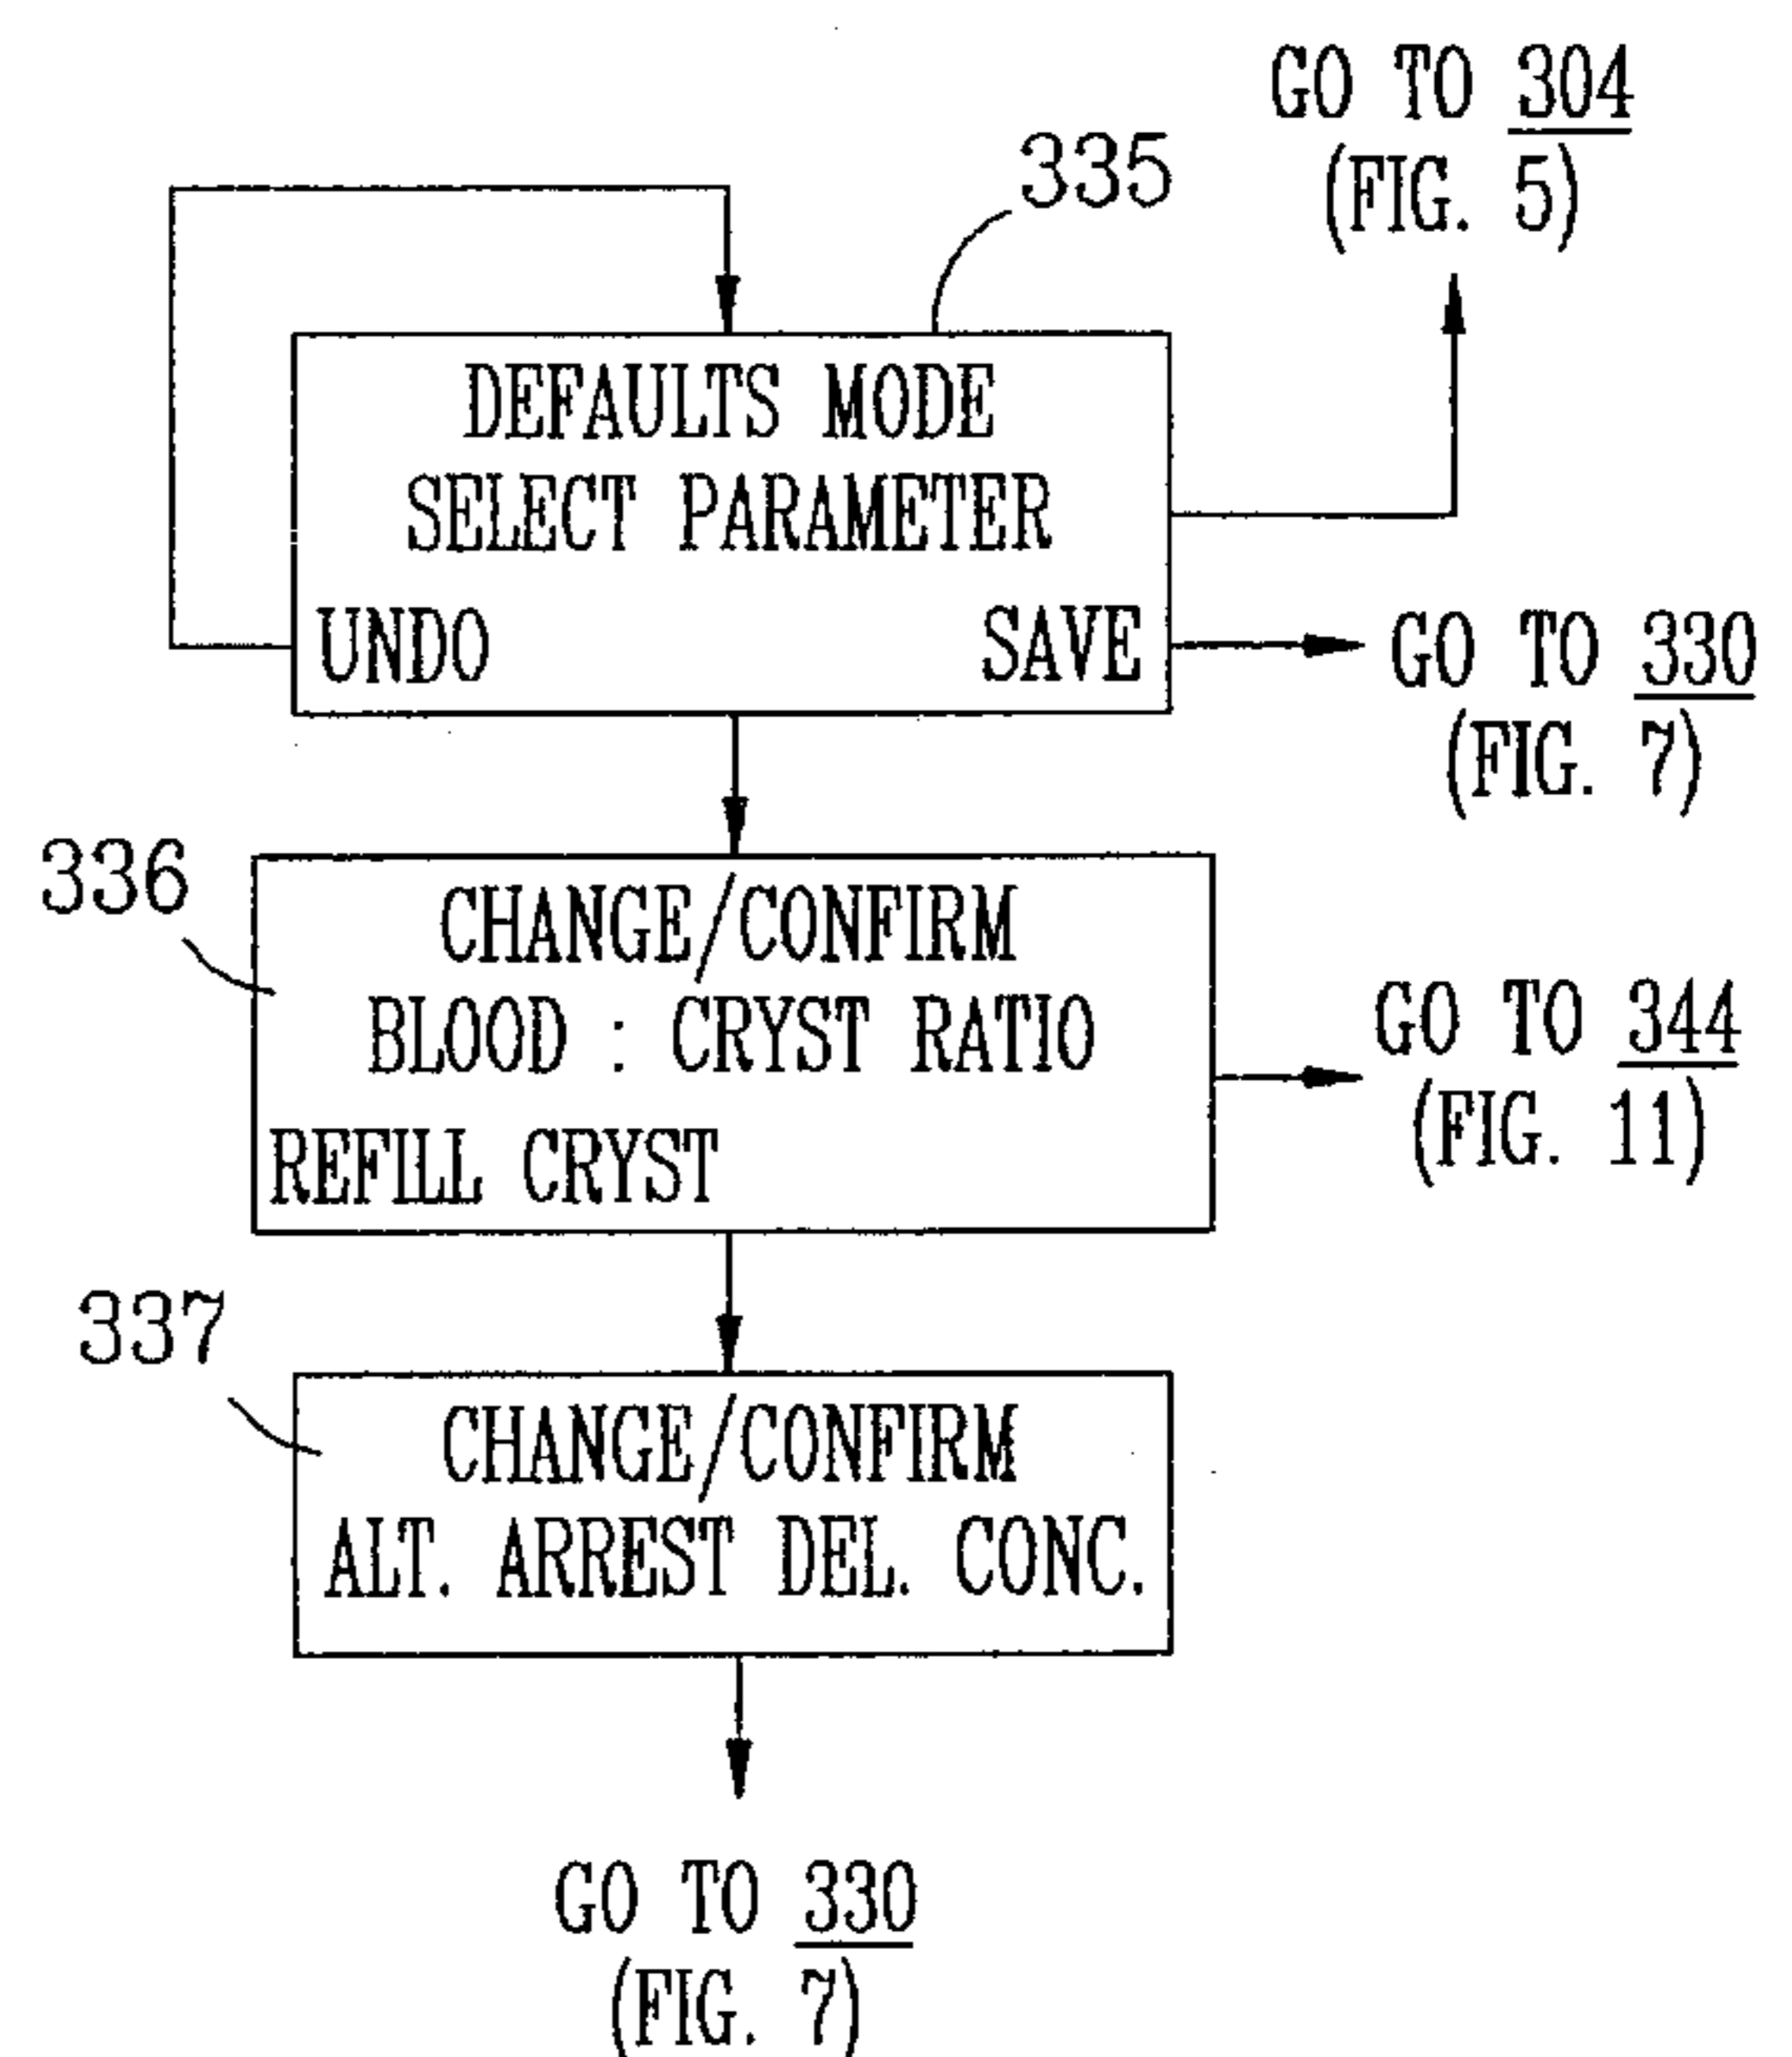 GO TO 304
(FIG. 5)
335
DEFAULTS MODE
SELECT PARAMETER
UNDO
SAVE
GO TO 330
(FIG. 7)
336
CHANGE/CONFIRM
BLOOD : CRYST RATIO
REFILL CRYST
GO TO 344
(FIG. 11)
337
CHANGE/CONFIRM
ALT. ARREST DEL. CONC.
GO TO 330
(FIG. 7)